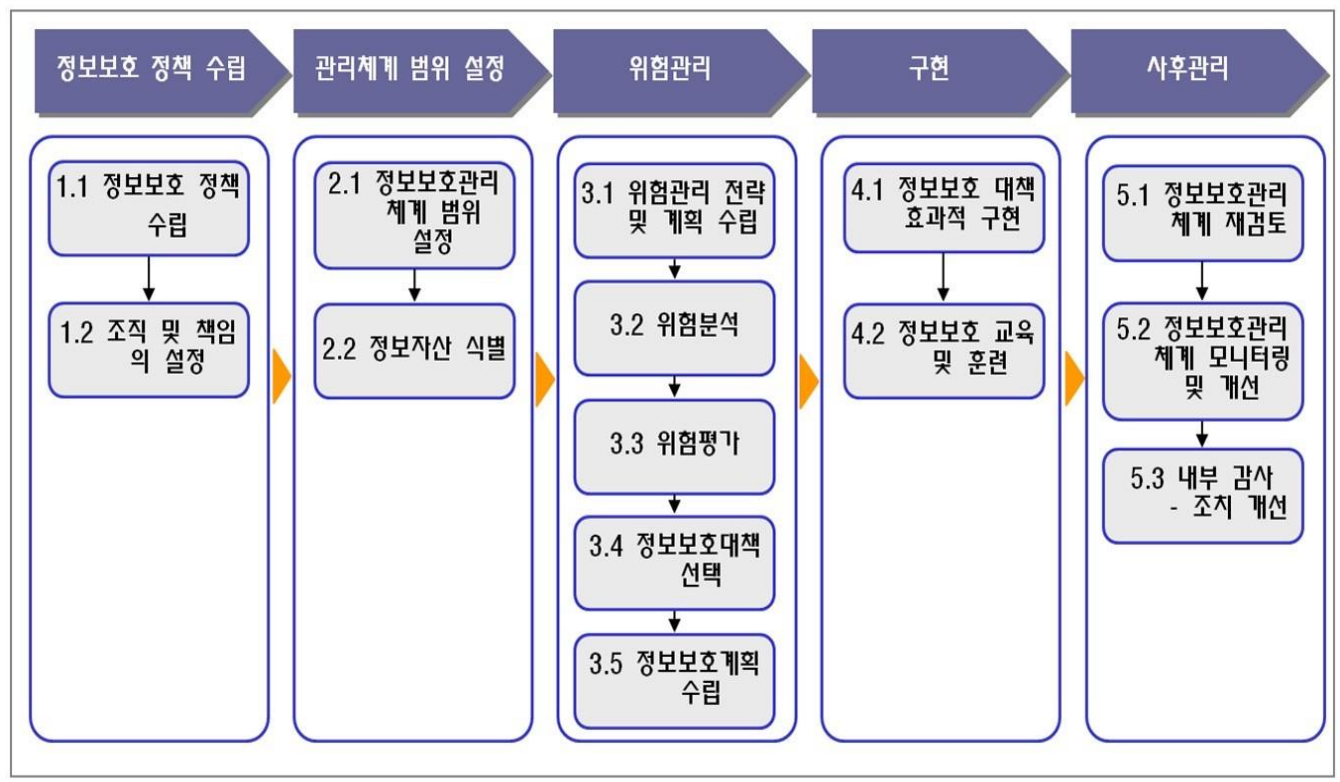 정보보호 정책 수립
관리체계 범위 설정
위험관리
구현
사후관리
1.1 정보보호 정책
수립
1.2 조직 및 책임
의 설정
2.1 정보보호관리
체계 범위
설정
2.2 정보자산 식별
3.1 위험관리 전략
및 계획 수립
3.2 위험분석
3.3 위험평가
3.4 정보보호대책
선택
3.5 정보보호계획
수립
4.1 정보보호 대책
효과적 구현
4.2 정보보호 교육
및 훈련
5.1 정보보호관리
체계 재검토
5.2 정보보호관리
체계 모니터링
및 개선
5.3 내부 감사
- 조치 개선